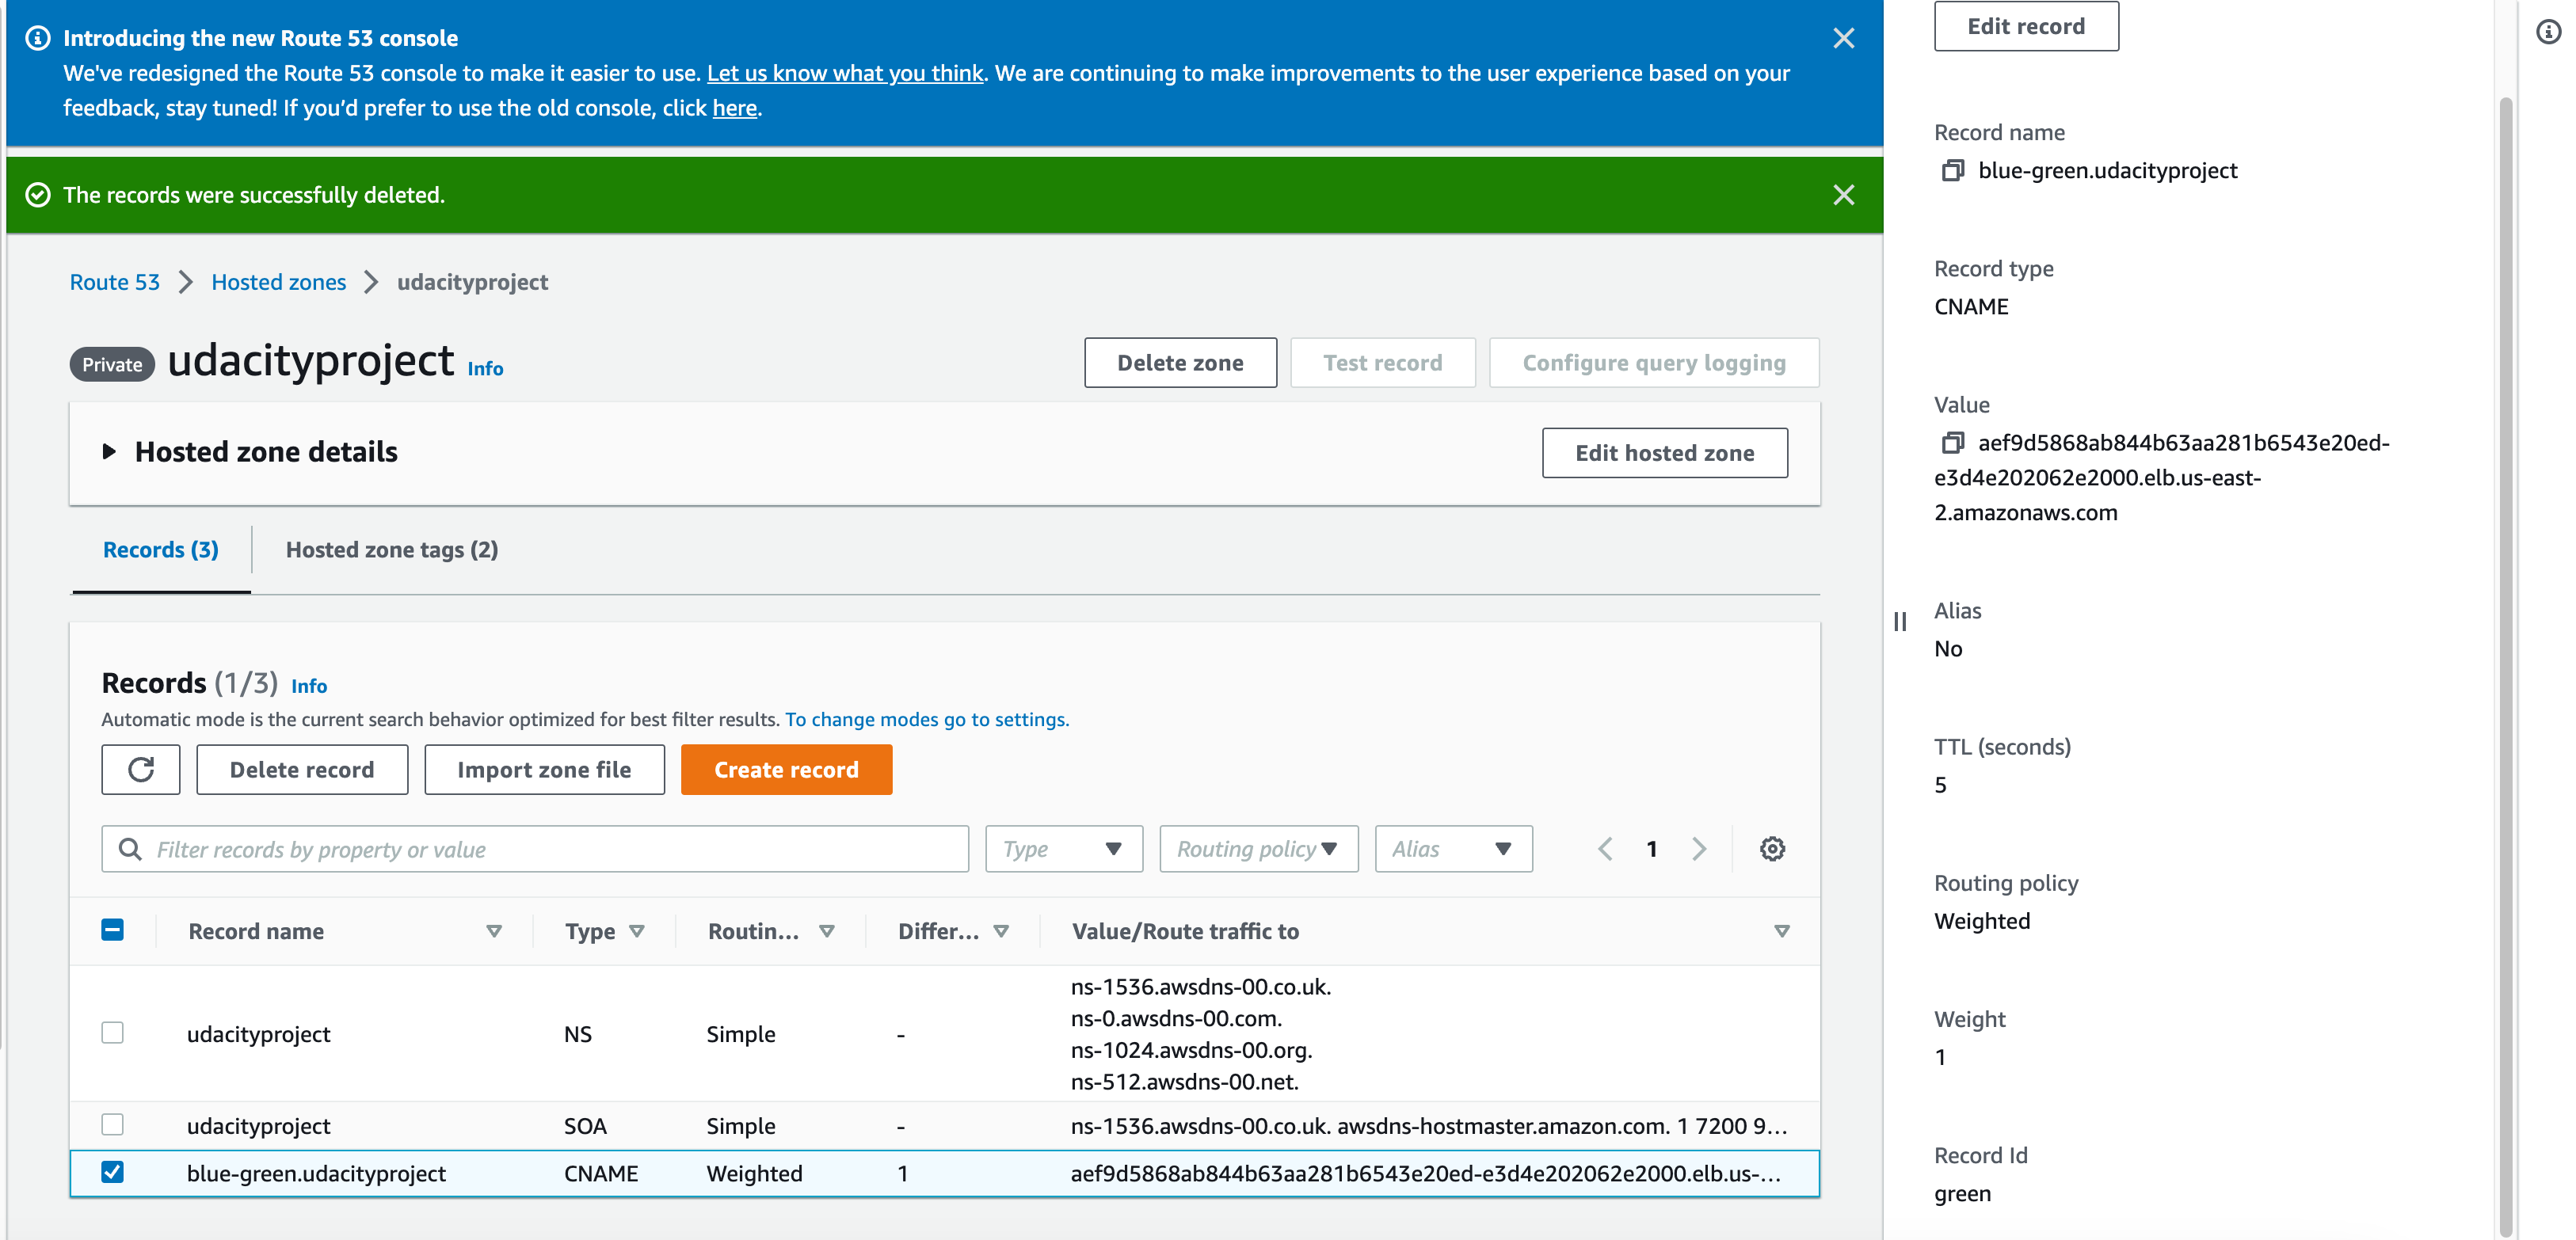 Introducing the new Route 53 console
We've redesigned the Route 53 console to make it easier to use. Let us know what you think. We are continuing to make improvements to the user experience based on your
feedback, stay tuned! If you’d prefer to use the old console, click here.
The records were successfully deleted.
Route 53
Hosted zones
udacityproject
Private
udacityproject
Info
Delete zone
Test record
Configure query logging
Hosted zone details
Edit hosted zone
Records (3)
Hosted zone tags (2)
Records (1/3) Info
Automatic mode is the current search behavior optimized for best filter results. To change modes go to settings.
Delete record
Import zone file
Create record
Filter records by property or value
Type
Routing policy
Alias
1
Record name
Type
Routin...
Differ...
Value/Route traffic to
udacityproject
NS
Simple
-
ns-1536.awsdns-00.co.uk.
ns-0.awsdns-00.com.
ns-1024.awsdns-00.org.
ns-512.awsdns-00.net.
udacityproject
SOA
Simple
-
ns-1536.awsdns-00.co.uk. awsdns-hostmaster.amazon.com. 1 7200 9...
blue-green.udacityproject
CNAME
Weighted
1
aef9d5868ab844b63aa281b6543e20ed-e3d4e202062e2000.elb.us-...
Edit record
Record name
blue-green.udacityproject
Record type
CNAME
Value
aef9d5868ab844b63aa281b6543e20ed-
e3d4e202062e2000.elb.us-east-
2.amazonaws.com
Alias
No
TTL (seconds)
5
Routing policy
Weighted
Weight
1
Record Id
green